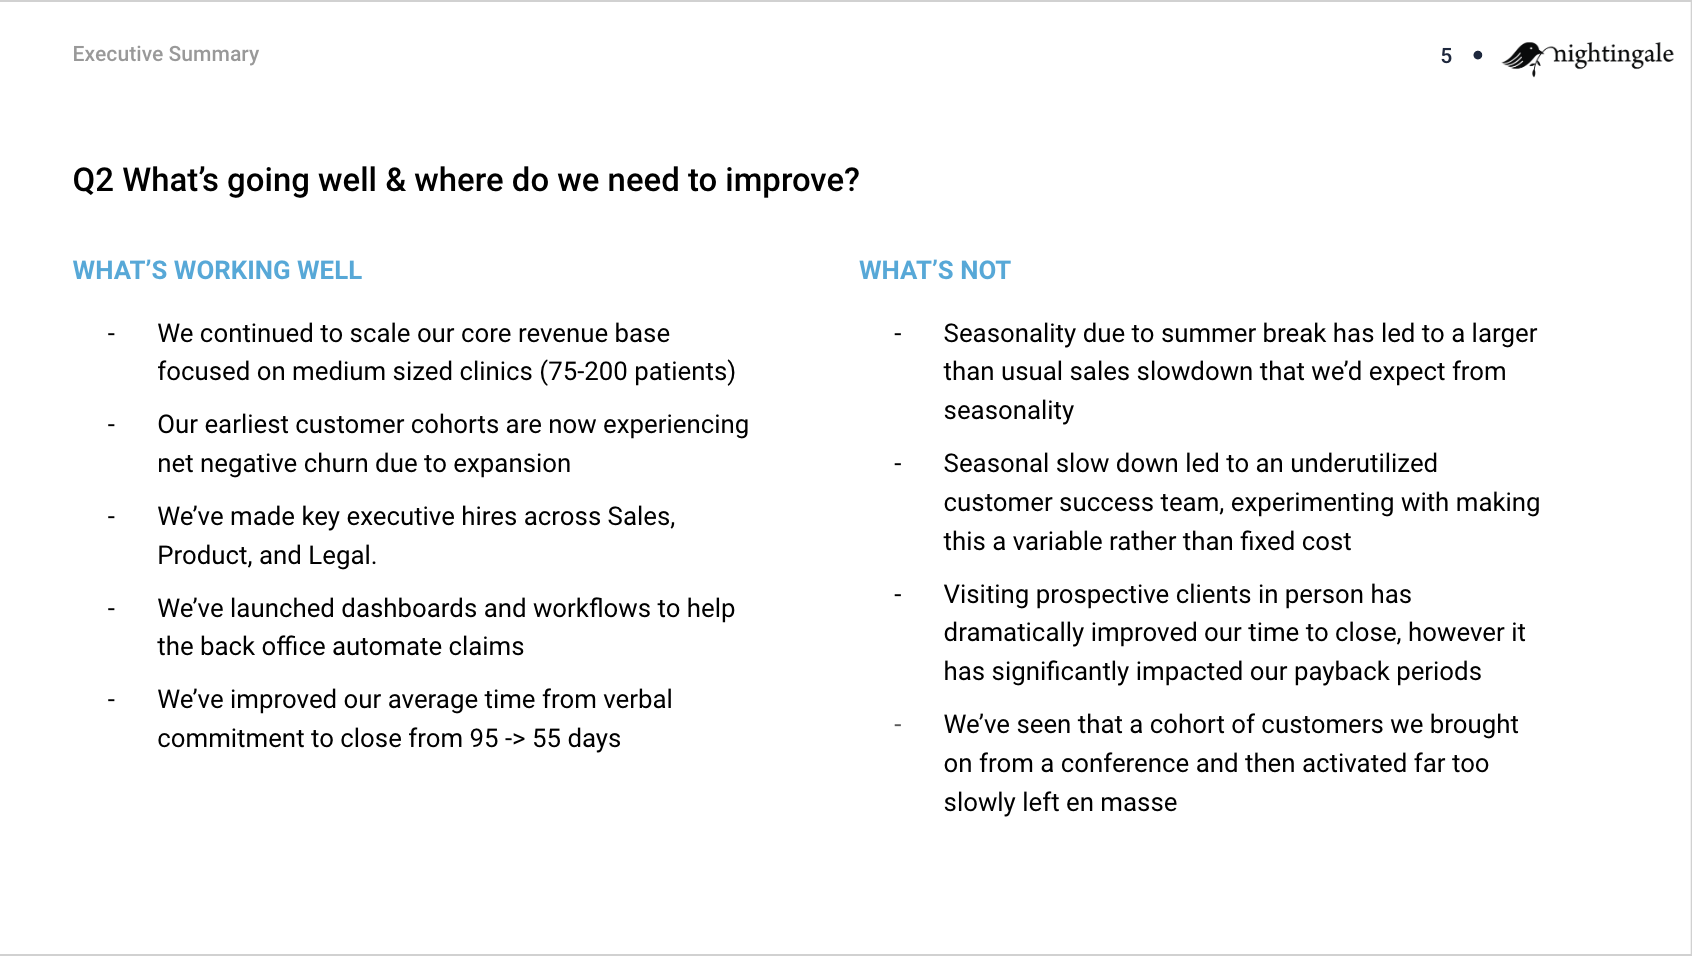 Executive Summary
5 • nightingale
Q2 What’s going well & where do we need to improve?
WHAT’S WORKING WELL
- We continued to scale our core revenue base
focused on medium sized clinics (75-200 patients)
- Our earliest customer cohorts are now experiencing
net negative churn due to expansion
- We’ve made key executive hires across Sales,
Product, and Legal.
- We’ve launched dashboards and workflows to help
the back office automate claims
- We’ve improved our average time from verbal
commitment to close from 95 -> 55 days
WHAT’S NOT
- Seasonality due to summer break has led to a larger
than usual sales slowdown that we’d expect from
seasonality
- Seasonal slow down led to an underutilized
customer success team, experimenting with making
this a variable rather than fixed cost
- Visiting prospective clients in person has
dramatically improved our time to close, however it
has significantly impacted our payback periods
- We’ve seen that a cohort of customers we brought
on from a conference and then activated far too
slowly left en masse